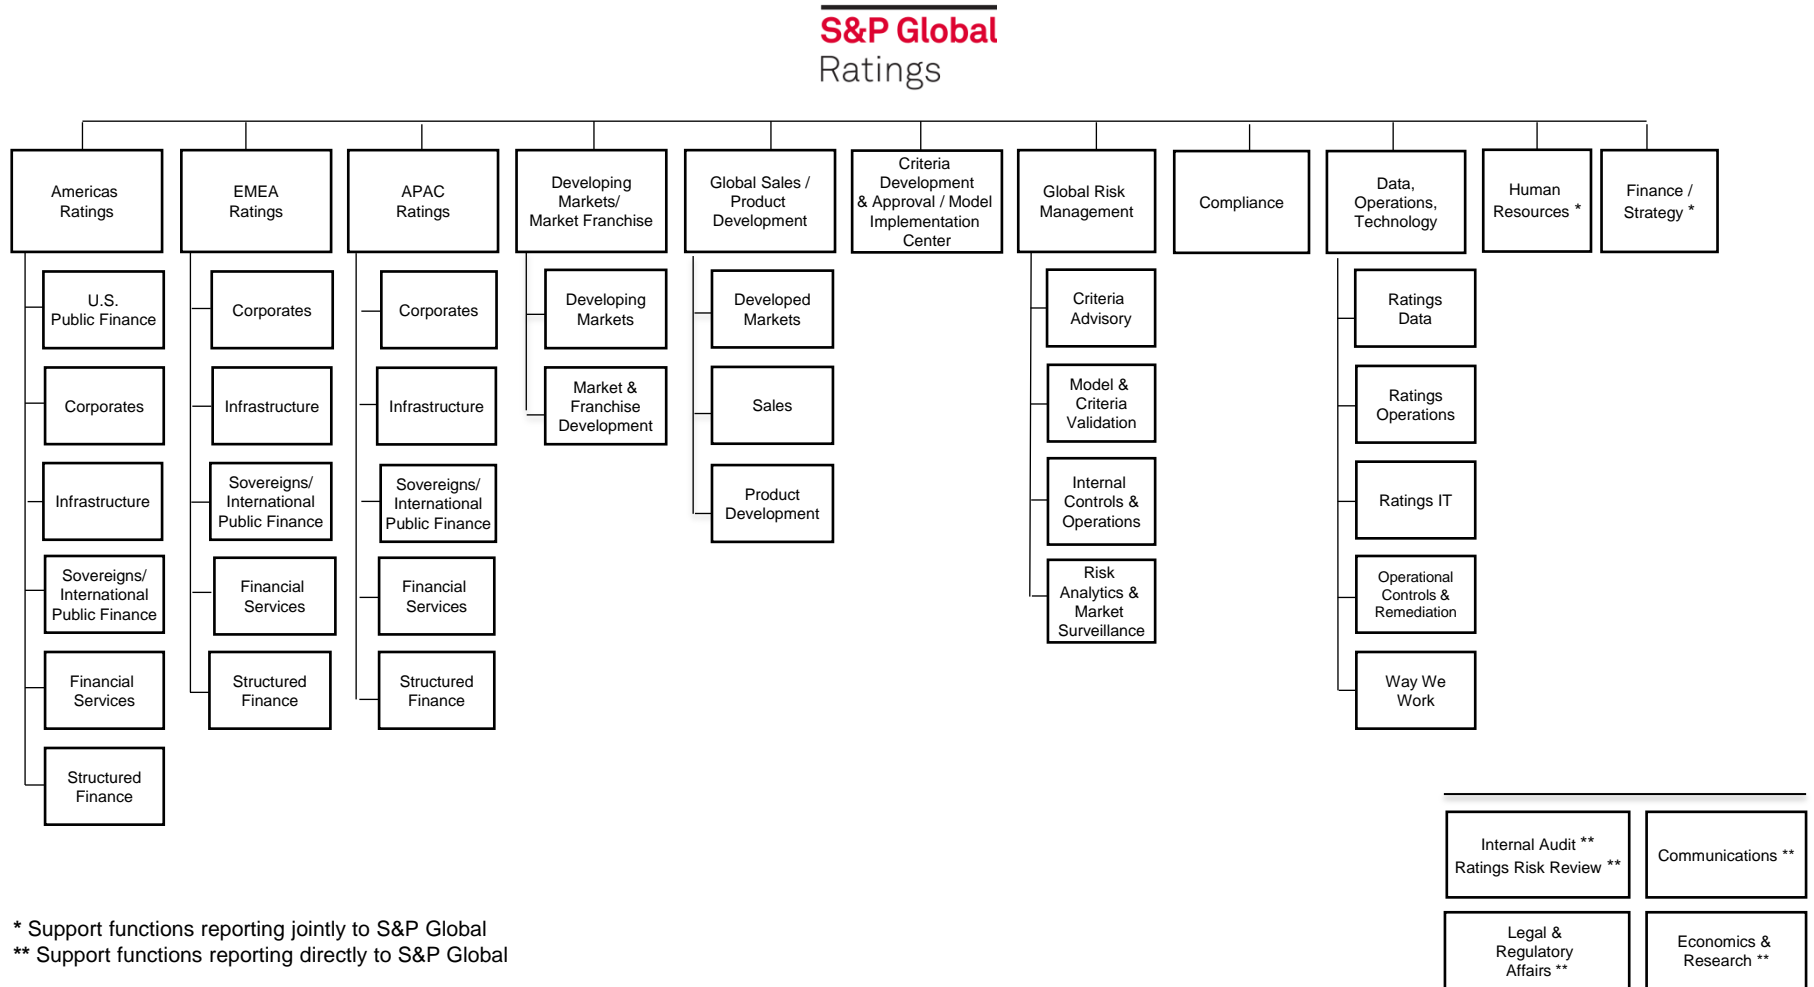 S&P Global
Ratings
Americas
Ratings
EMEA
Ratings
APAC
Ratings
Developing
Markets/
Market Franchise
Global Sales /
Product
Development
Criteria
Development
& Approval / Model
Implementation
Center
Global Risk
Management
Compliance
Data,
Operations,
Technology
Human
Resources *
Finance /
Strategy *
U.S.
Public Finance
Corporates
Infrastructure
Sovereigns/
International
Public Finance
Financial
Services
Structured
Finance
Corporates
Infrastructure
Sovereigns/
International
Public Finance
Financial
Services
Structured
Finance
Corporates
Infrastructure
Sovereigns/
International
Public Finance
Financial
Services
Structured
Finance
Developing
Markets
Market &
Franchise
Development
Developed
Markets
Sales
Product
Development
Criteria
Advisory
Model &
Criteria
Validation
Internal
Controls &
Operations
Risk
Analytics &
Market
Surveillance
Ratings
Data
Ratings
Operations
Ratings IT
Operational
Controls &
Remediation
Way We
Work
Internal Audit **
Ratings Risk Review **
Communications **
Legal &
Regulatory
Affairs **
Economics &
Research **
* Support functions reporting jointly to S&P Global
** Support functions reporting directly to S&P Global